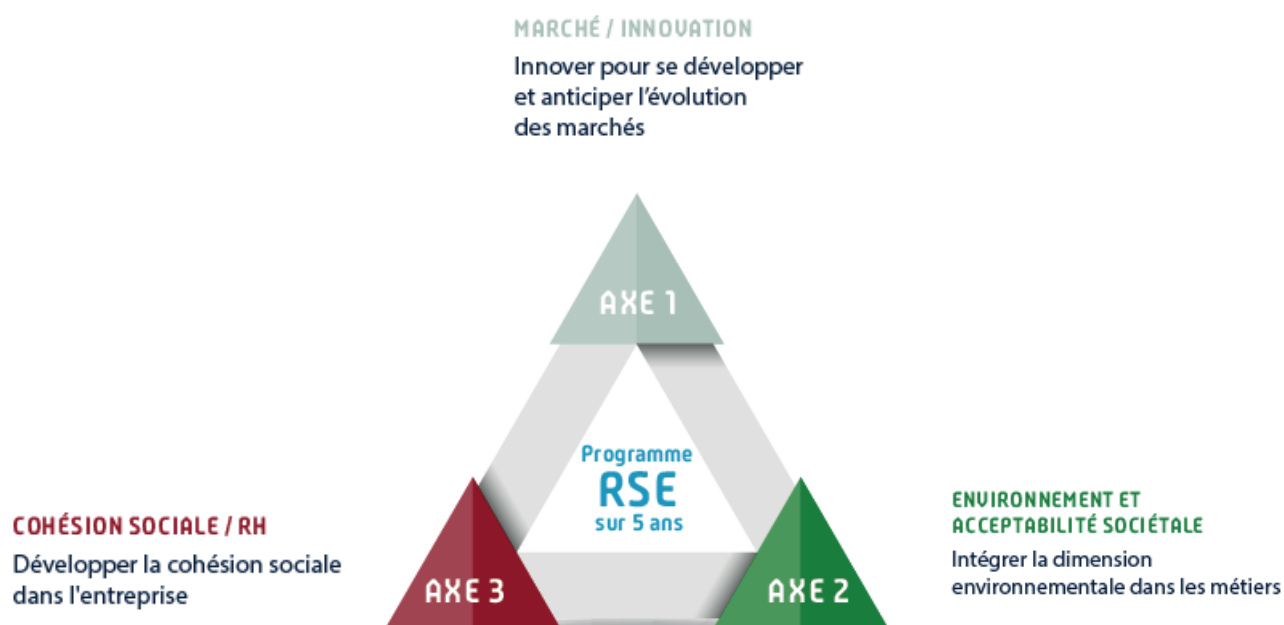 MARCHÉ / INNOVATION
Innover pour se développer
et anticiper l'évolution
des marchés
AXE 1
Programme
RSE
sur 5 ans
COHÉSION SOCIALE / RH
Développer la cohésion sociale
dans l'entreprise
AXE 3
AXE 2
ENVIRONNEMENT ET
ACCEPTABILITÉ SOCIÉTALE
Intégrer la dimension
environnementale dans les métiers